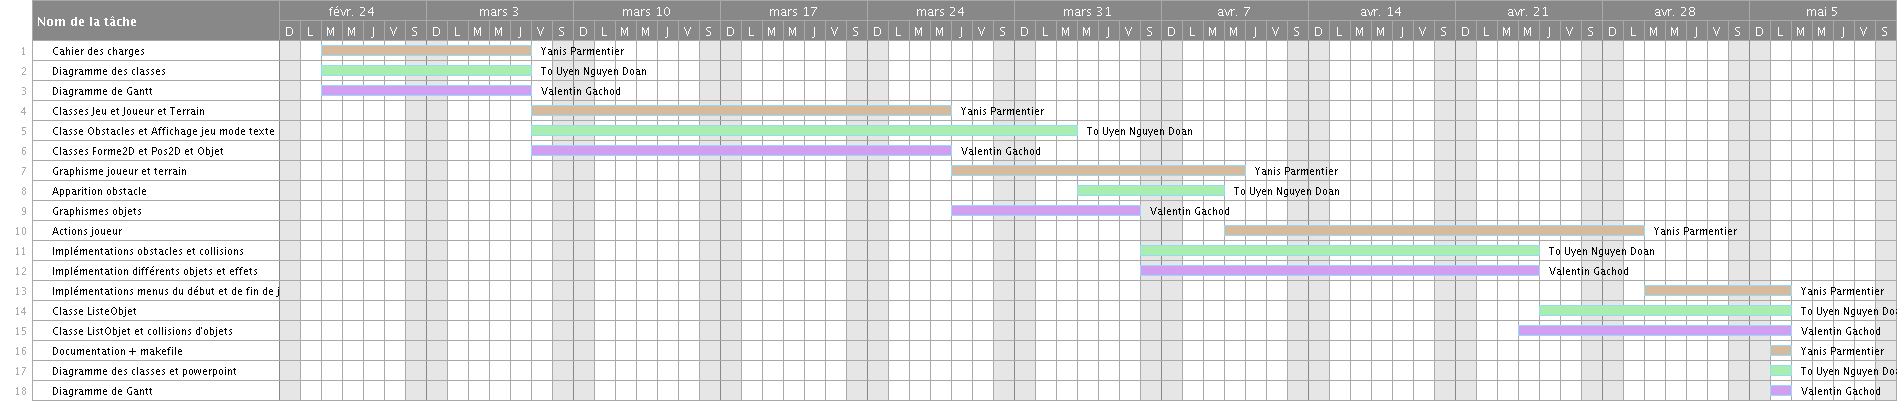 Nom de la tâche
févr. 24 mars 3 mars 10 mars 17 mars 24 mars 31 avr. 7 avr. 14 avr. 21 avr. 28 mai 5
D L M M J V S D L M M J V S D L M M J V S D L M M J V S D L M M J V S D L M M J V S D L M M J V S D L M M J V S D L M M J V S D L M M J V S D L M M J V S
1 Cahier des charges Yanis Parmentier
2 Diagramme des classes To Uyen Nguyen Doan
3 Diagramme de Gantt Valentin Gachod
4 Classes Jeu et Joueur et Terrain Yanis Parmentier
5 Classe Obstacles et Affichage jeu mode texte To Uyen Nguyen Doan
6 Classes Forme2D et Pos2D et Objet Valentin Gachod
7 Graphisme joueur et terrain Yanis Parmentier
8 Apparition obstacle To Uyen Nguyen Doan
9 Graphismes objets Valentin Gachod
10 Actions joueur Yanis Parmentier
11 Implémentations obstacles et collisions To Uyen Nguyen Doan
12 Implémentation différents objets et effets Valentin Gachod
13 Implémentations menus du début et de fin de j Yanis Parmentier
14 Classe ListeObjet To Uyen Nguyen Doa
15 Classe ListObjet et collisions d'objets Valentin Gachod
16 Documentation + makefile Yanis Parmentier
17 Diagramme des classes et powerpoint To Uyen Nguyen Doa
18 Diagramme de Gantt Valentin Gachod